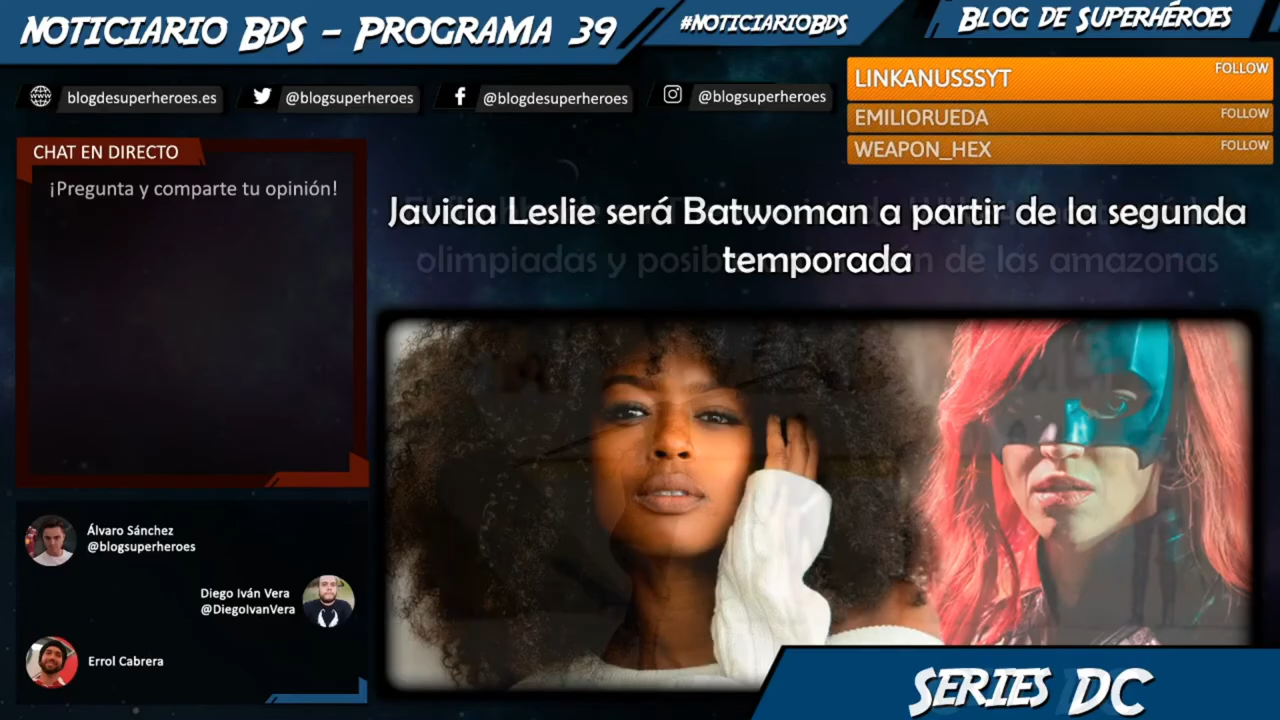 NOTICIARIO BDS - PROGRAMA 39
#NOTICIARIOBDS
BLOG DE SUPERHÉROES
blogdesuperheroes.es
@blogsuperheroes
@blogdesuperheroes
@blogsuperheroes
LINKANUSSSYT
FOLLOW
EMILIORUEDA
FOLLOW
WEAPON_HEX
FOLLOW
CHAT EN DIRECTO
¡Pregunta y comparte tu opinión!
Javicia Leslie será Batwoman a partir de la segunda
temporada
olimpiadas y posib n de las amazonas
Álvaro Sánchez
@blogsuperheroes
Diego Iván Vera
@DiegoIvanVera
Errol Cabrera
SERIES DC